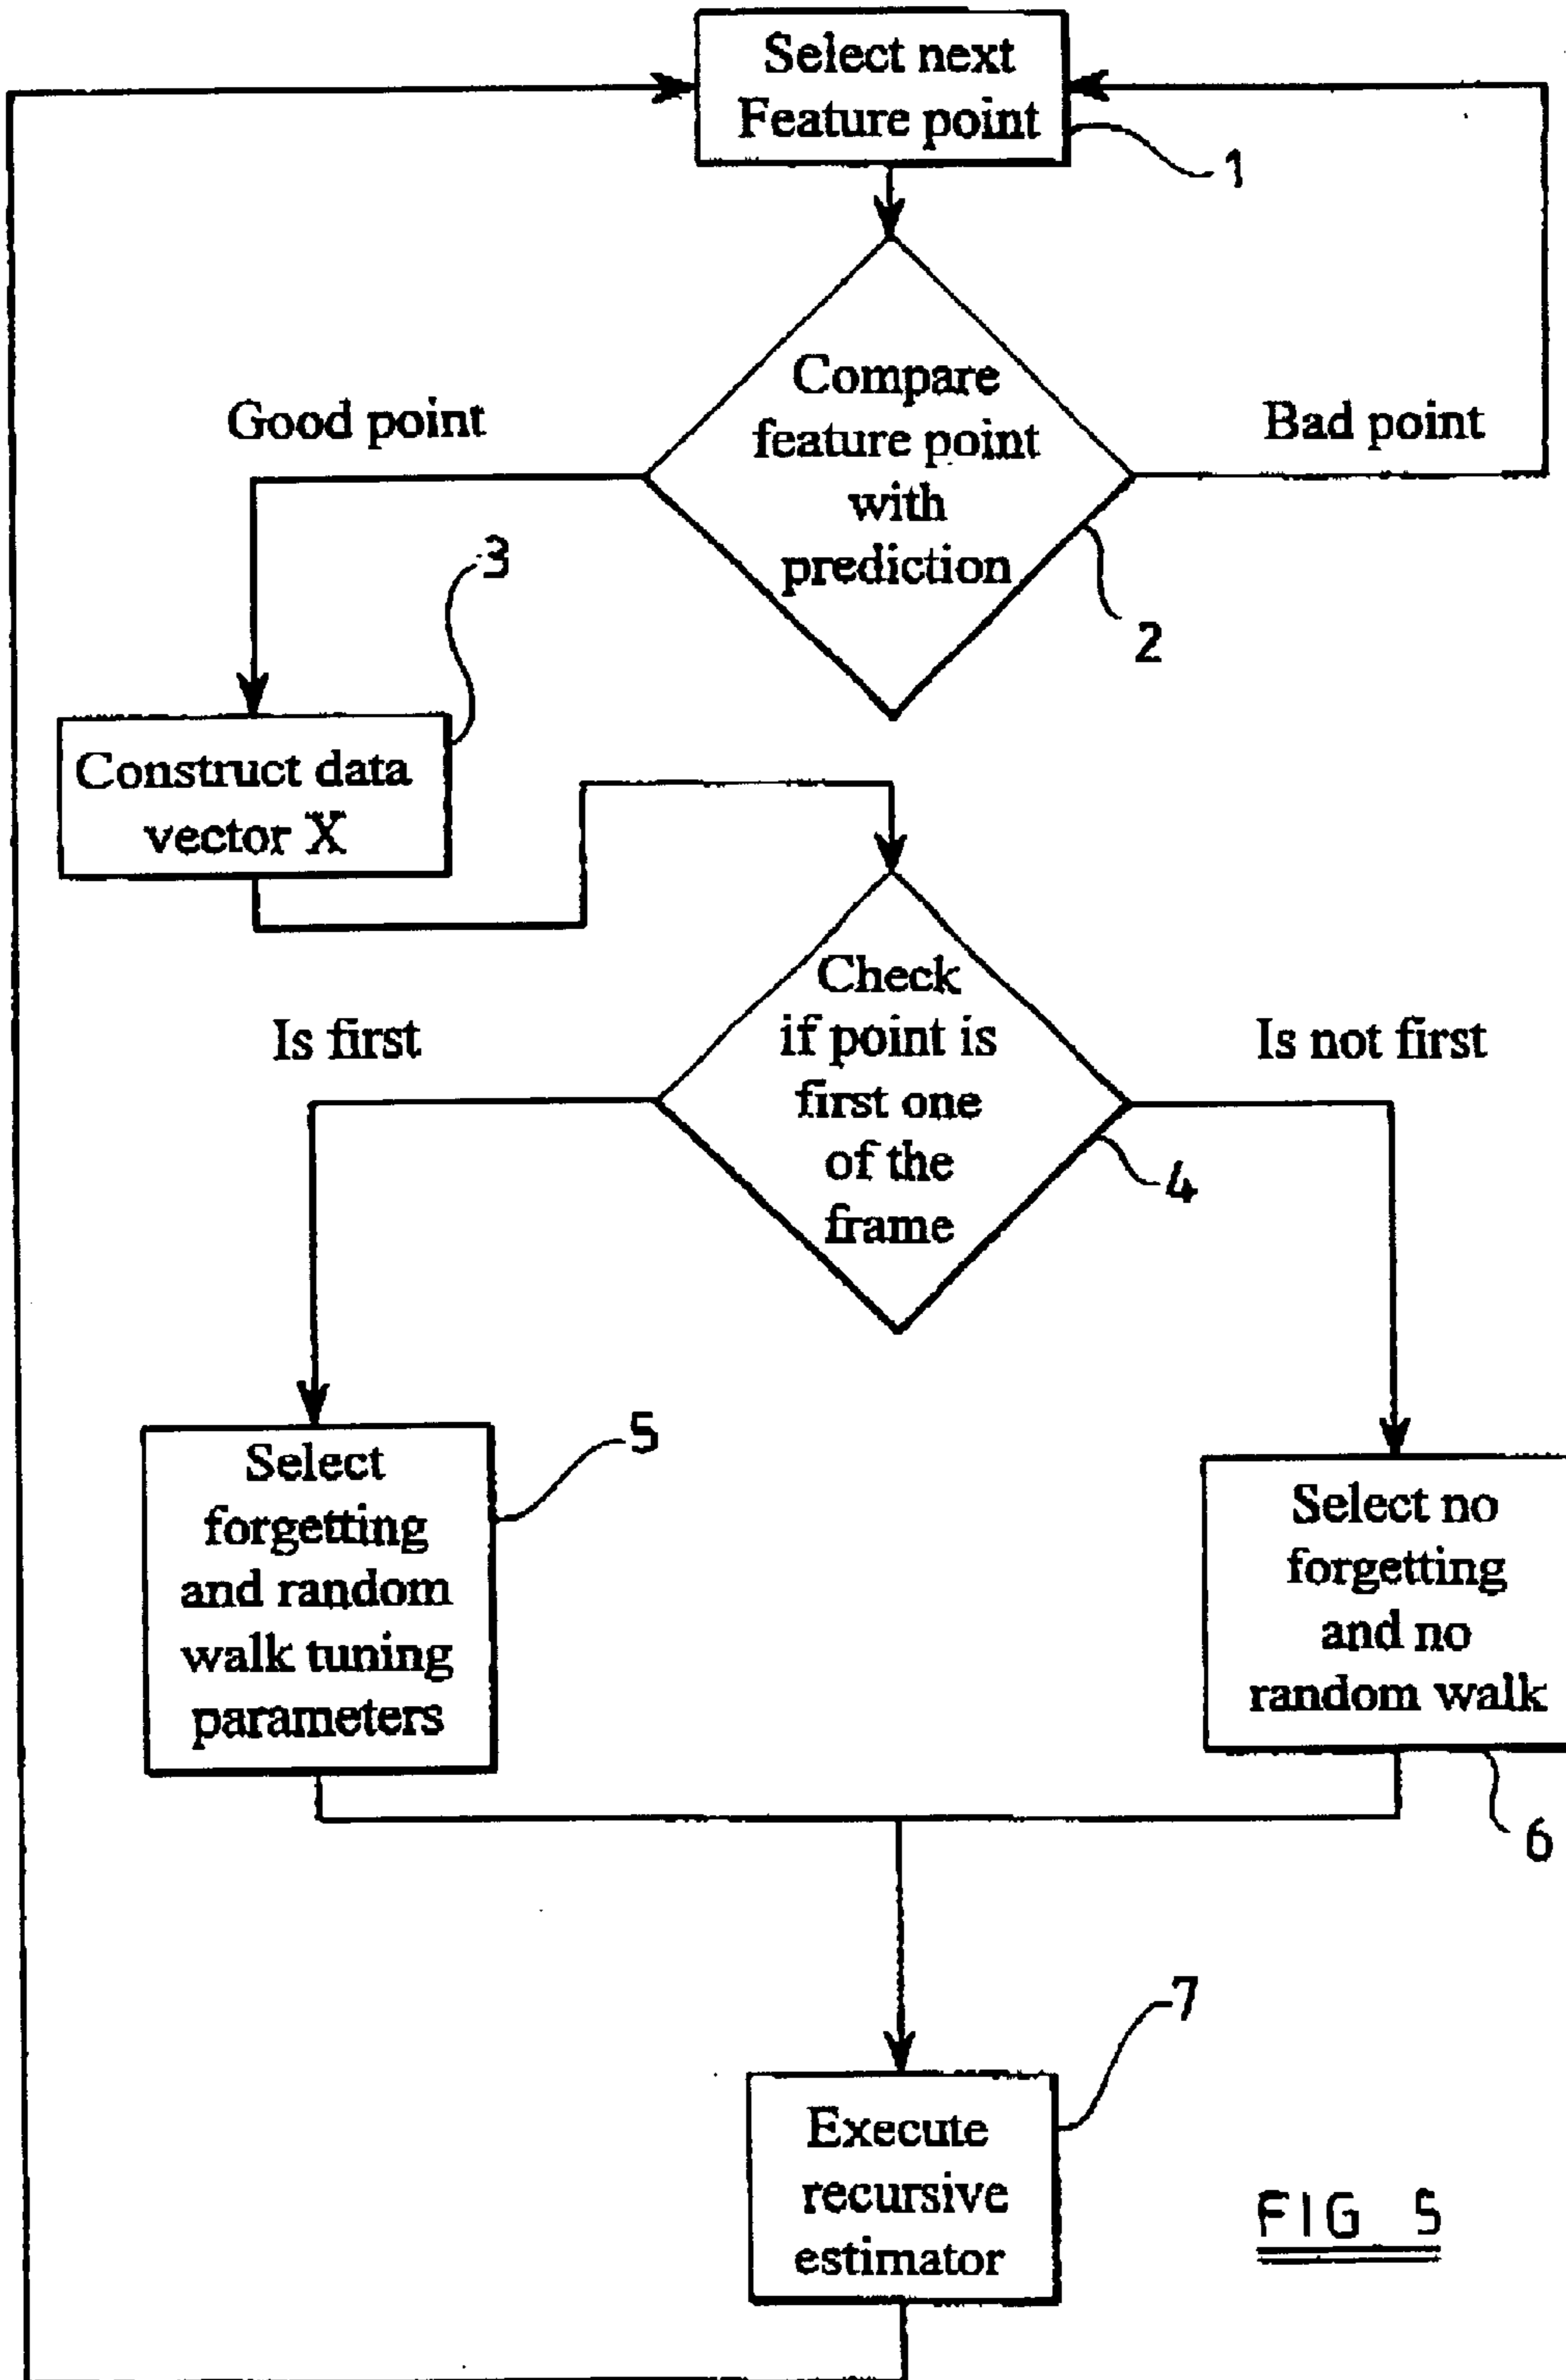 Select next
Feature point
1
Compare
feature point
with
prediction
Good point
Bad point
2
3
Construct data
vector X
Check
if point is
first one
of the
frame
Is first
Is not first
4
5
Select
forgetting
and random
walk tuning
parameters
Select no
forgetting
and no
random walk
6
7
Execute
recursive
estimator
FIG 5